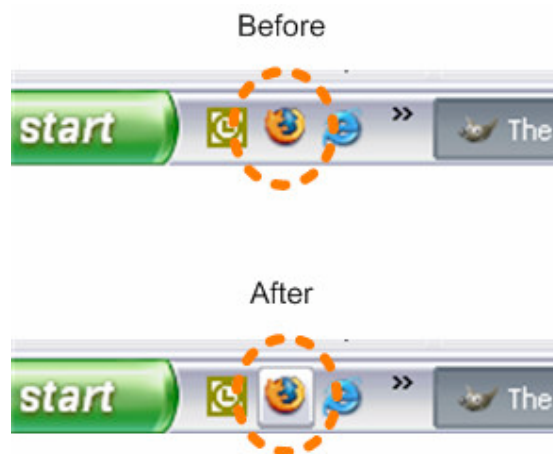 Before
start
» The
After
start
» The